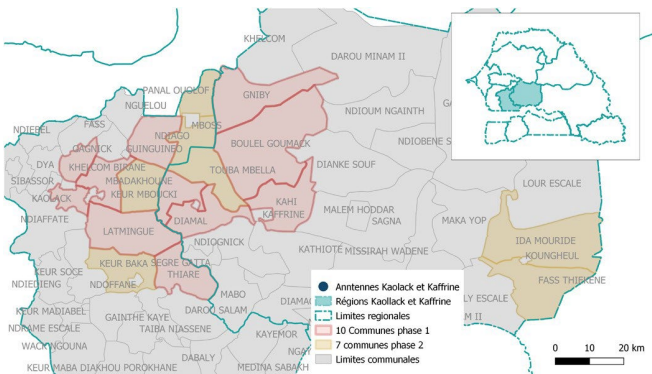 KHELCOM
DAROU MINAM II
PANAL OUOLOF
GNIBY
NGUELOU
NDIOUM NGAINTH
FASS
MBOSS
NDIEBEL
NDIAGO
NDIOBENE S
GAGNICK
GUINGUINEO
BOULEL GOUMACK
DYA
KHELCOM BIRANE
DIANKE SOUF
TOUBA MBELLA
SIBASSOR
MBADAKHOUNE
LOUR ESCALE
KEUR MBOUCKI
KAOLACK
KAHI
MALEM HODDAR
KAFFRINE
NDIAFFATE
DIAMAL
SAGNA
MAKA YOP
LATMINGUE
IDA MOURIDE
NDIOGNICK
KATHIOTE
MISSIRAH WADENE
KOUNGHEUL
KEUR BAKA
SEGRE GATTA
KEUR SOCE
THIARE
FASS THIEKENE
NDIEDIENG
NDOFFANE
MABO
DIAMAG
LY ESCALE
KEUR MADIABEL
GAINTHE KAYE
DAROU SALAM
M II
NDRAME ESCALE
TAIBA NIASSENE
KAYEMOR
WACK NGOUNA
NGAY
DABALY
KEUR MABA DIAKHOU
POROKHANE
MEDINA SABAKH
Anntennes Kaolack et Kaffrine
Régions Kaollack et Kaffrine
Limites regionales
10 Communes phase 1
7 communes phase 2
Limites communales
0 10 20 km